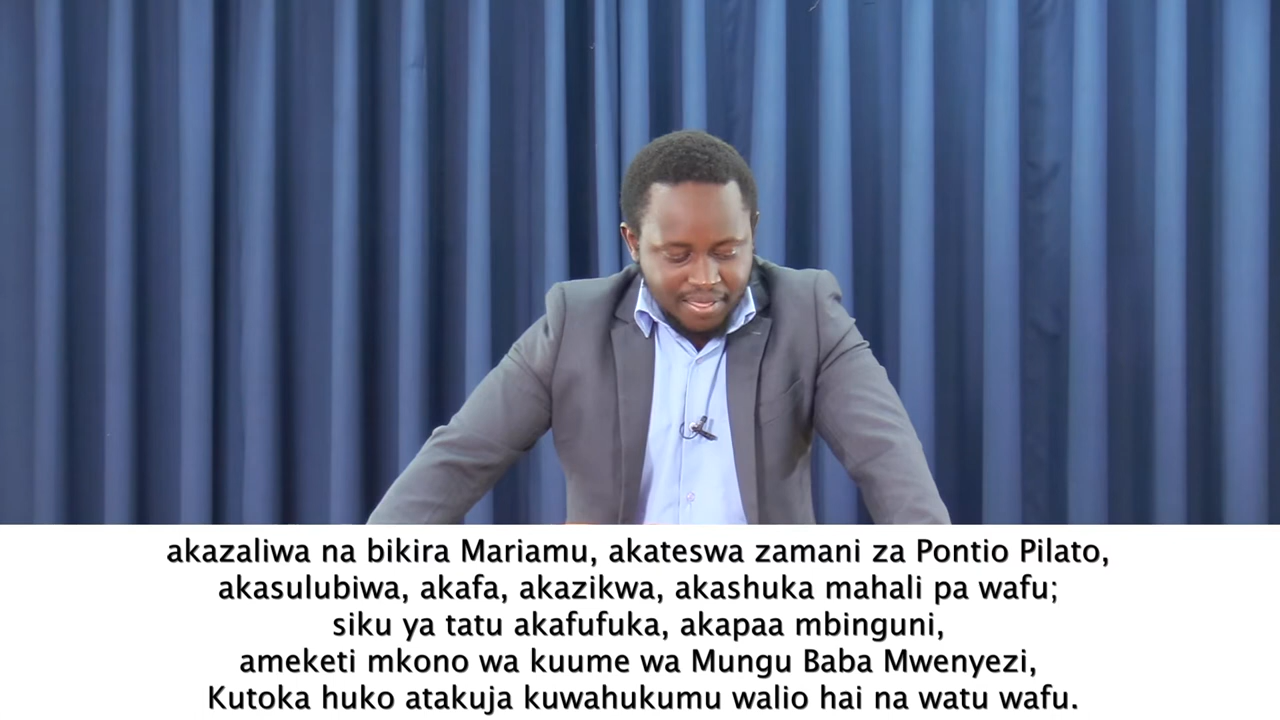 akazaliwa na bikira Mariamu, akateswa zamani za Pontio Pilato,
akasulubiwa, akafa, akazikwa, akashuka mahali pa wafu;
siku ya tatu akafufuka, akapaa mbinguni,
ameketi mkono wa kuume wa Mungu Baba Mwenyezi,
Kutoka huko atakuja kuwahukumu walio hai na watu wafu.